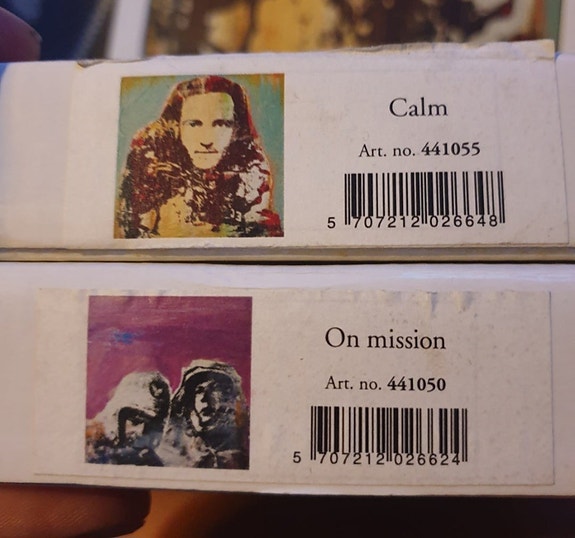 Calm
Art. no. 441055
5 707212 026648
On mission
Art. no. 441050
5 707212 026624